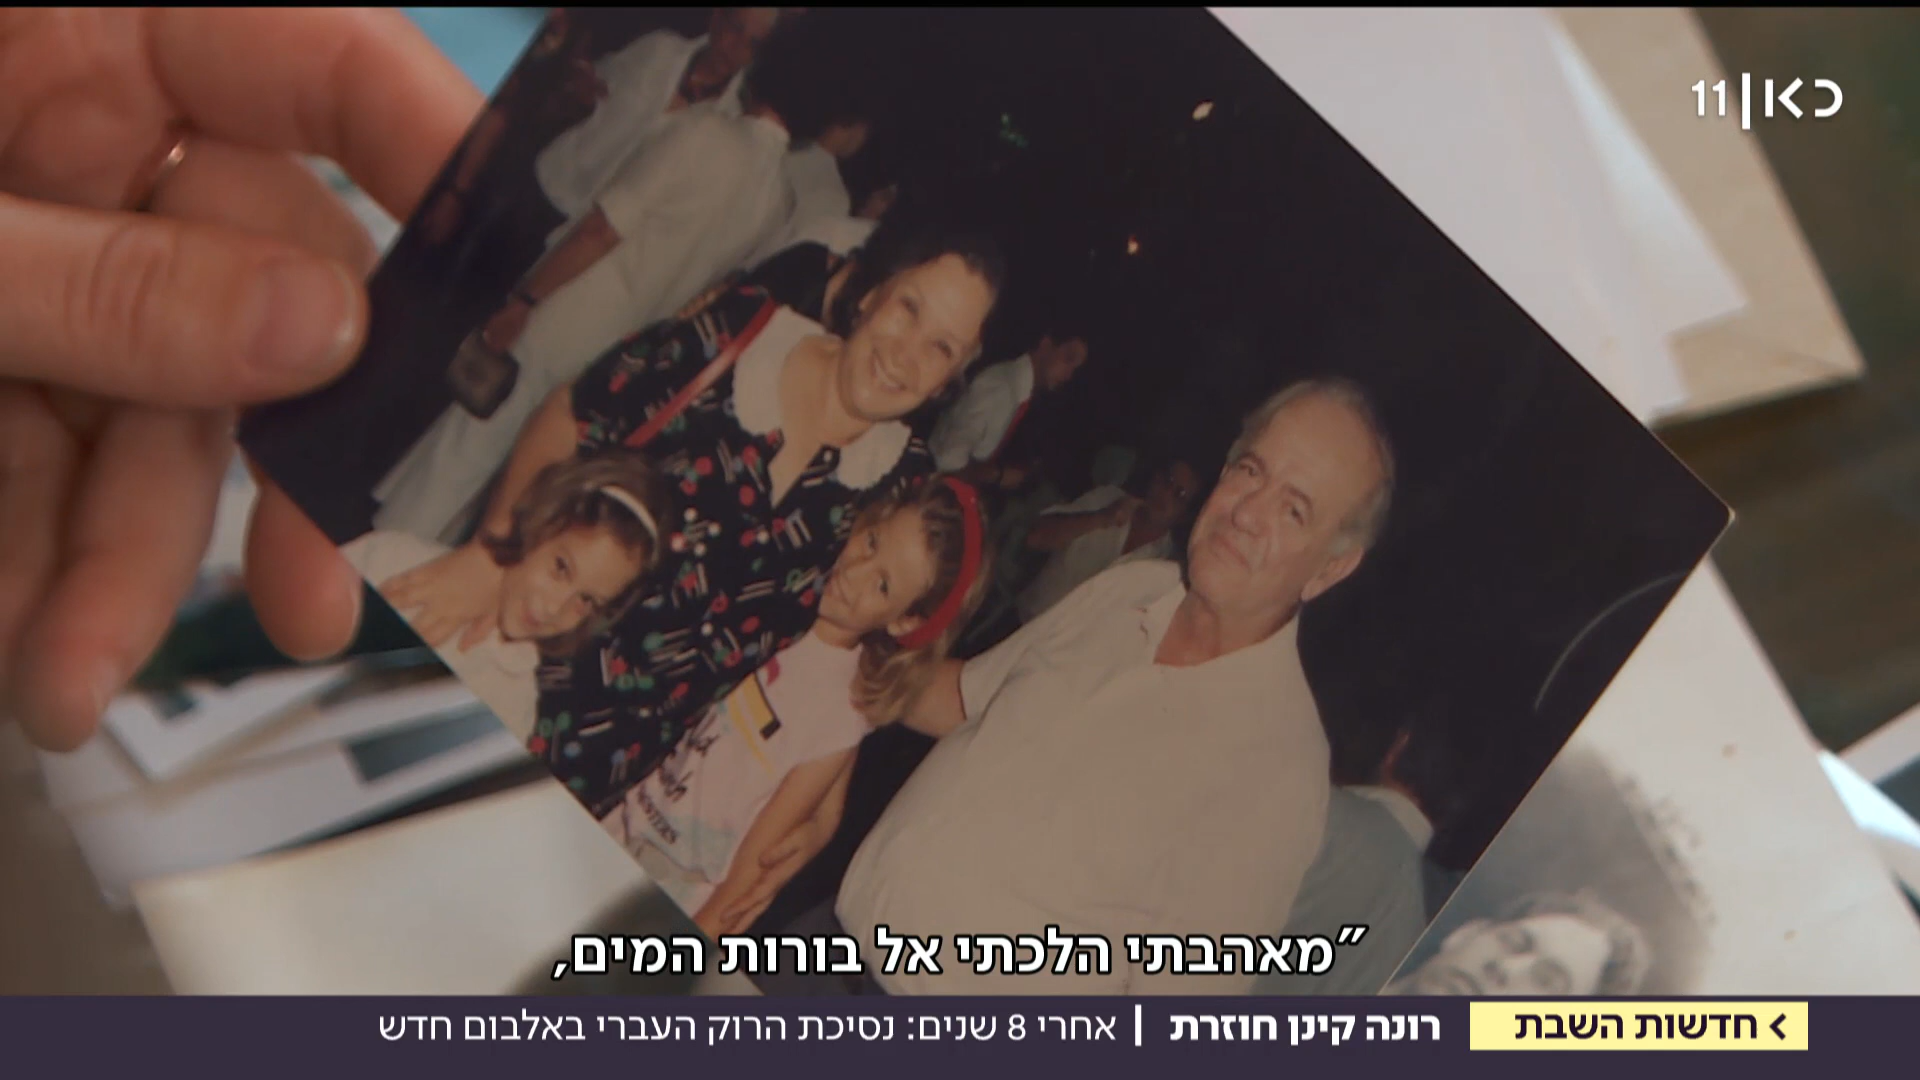 כאן | 11
"מאהבתי הלכתי אל בורות המים,
חדשות השבת
רונה קינן חוזרת | אחרי 8 שנים: נסיכת הרוק העברי באלבום חדש